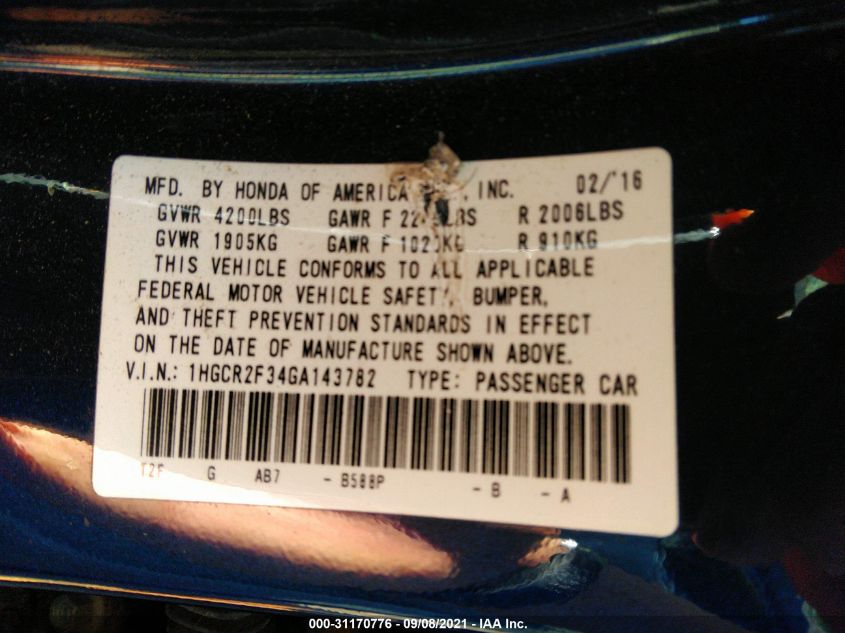 MFD. BY HONDA OF AMERICA , INC. 02/'16
GVWR 4200LBS GAWR F LBS R 2006LBS
GVWR 1905KG GAWR F KG R 910KG
THIS VEHICLE CONFORMS TO ALL APPLICABLE
FEDERAL MOTOR VEHICLE SAFETY, BUMPER,
AND THEFT PREVENTION STANDARDS IN EFFECT
ON THE DATE OF MANUFACTURE SHOWN ABOVE.
V.I.N.: 1HGCR2F34GA143782 TYPE: PASSENGER CAR
T2F G AB7 - B588P - B - A
000-31170776 - 09/08/2021 - IAA Inc.